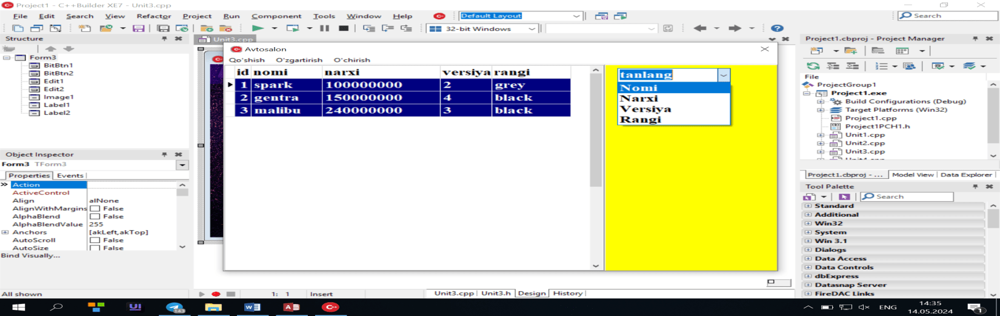 Project1 - C++Builder XE7 - Unit3.cpp
File Edit Search View Refactor Project Run Component Tools Window Help Default Layout Search
32-bit Windows
Structure
Form3
BitBtn1
BitBtn2
Edit1
Edit2
Image1
Label1
Label2
Object Inspector
Form3 TForm3
Properties Events
Action
ActiveControl
Align alNone
AlignWithMargins False
AlphaBlend False
AlphaBlendValue 255
Anchors [akLeft,akTop]
AutoScroll False
AutoSize False
Bind Visually...
All shown
Unit3.cpp
Avtosalon
Qo'shish O'zgartirish O'chirish
id nomi narxi versiya rangi
1 spark 100000000 2 grey
2 gentra 150000000 4 black
3 malibu 240000000 3 black
tanlang
Nomi
Narxi
Versiya
Rangi
1: 1 Insert
Unit3.cpp Unit3.h Design History
Project1.cbproj - Project Manager
File
ProjectGroup1
Project1.exe
Build Configurations (Debug)
Target Platforms (Win32)
Project1.cpp
Project1PCH1.h
Unit1.cpp
Unit2.cpp
Unit3.cpp
Unit4.cpp
Project1.cbproj - ... Model View Data Explorer
Tool Palette
Search
Standard
Additional
Win32
System
Win 3.1
Dialogs
Data Access
Data Controls
dbExpress
Datasnap Server
FireDAC Links
UI
143
ENG
14:35
14.05.2024
1